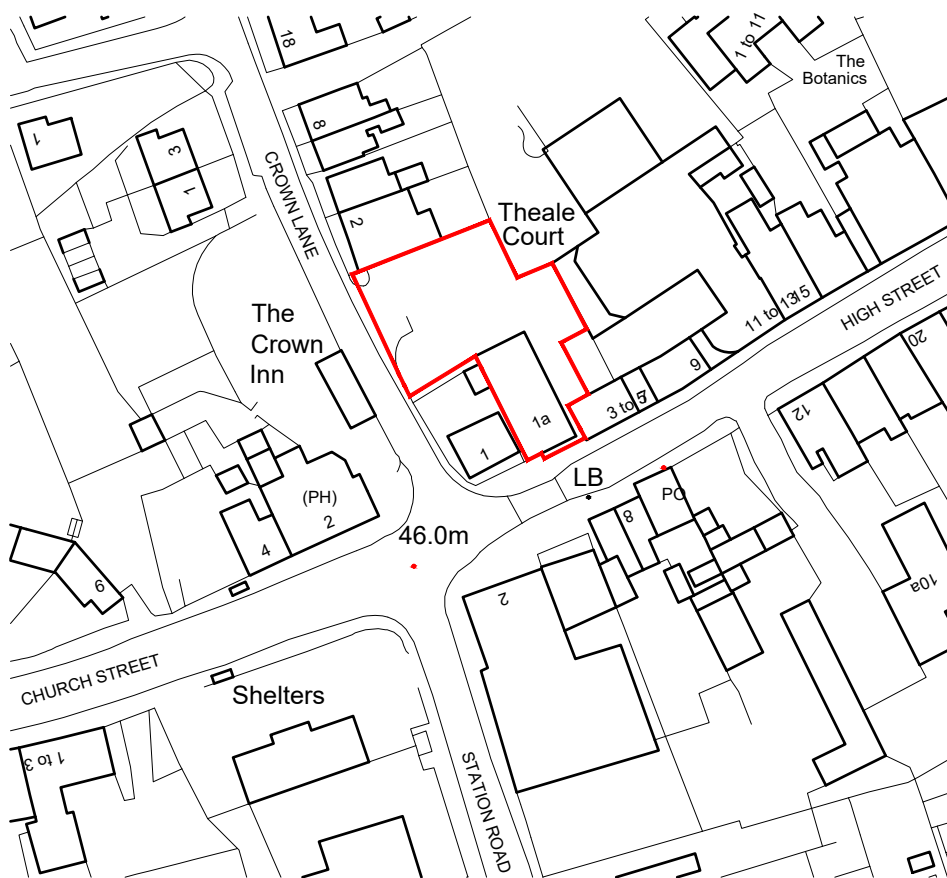 18
1 to 11
The
Botanics
8
1
3
1
CROWN LANE
2
Theale
Court
HIGH STREET
The
Crown
Inn
11 to 13
15
20
9
3 to 5
7
12
1a
1
LB
PO
(PH)
2
8
4
46.0m
9
2
10a
CHURCH STREET
Shelters
1 to 3
STATION ROAD